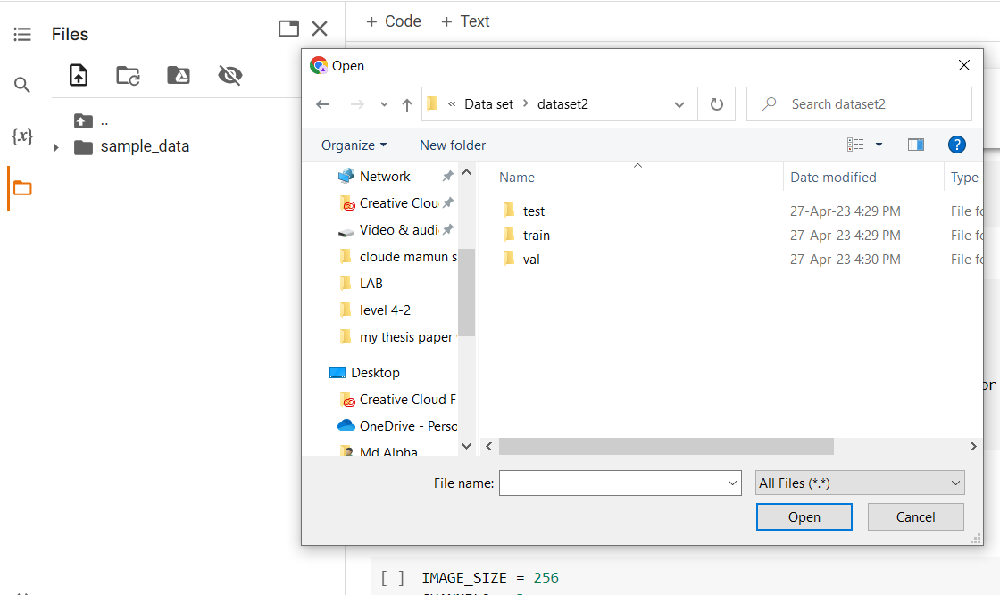 Files
+ Code + Text
Open
« Data set > dataset2
Search dataset2
{x}
..
sample_data
Organize
New folder
?
Name
Date modified
Type
Network
Creative Clou
Video & audi
cloude mamun s
LAB
level 4-2
my thesis paper
Desktop
Creative Cloud F
OneDrive - Perso
Md Alpha
test 27-Apr-23 4:29 PM File fo
train 27-Apr-23 4:29 PM File fo
val 27-Apr-23 4:30 PM File fo
or
File name:
All Files (*.*)
Open
Cancel
[ ] IMAGE_SIZE = 256